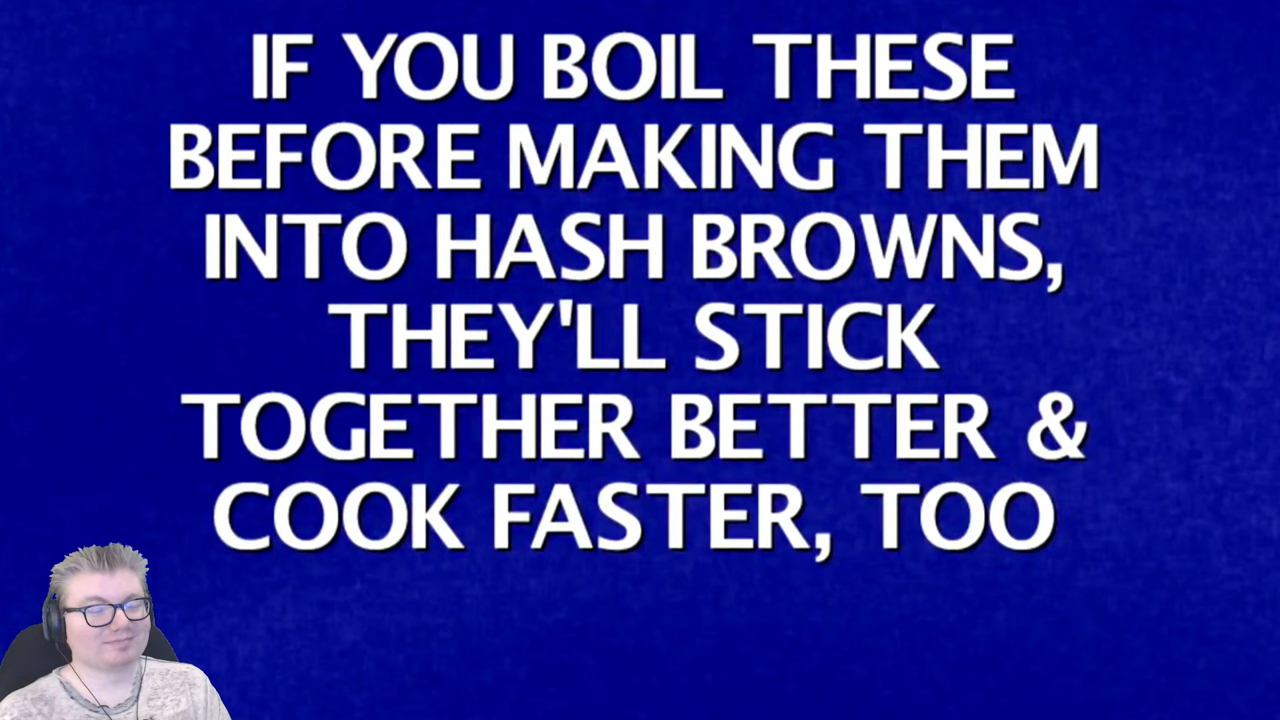 IF YOU BOIL THESE
BEFORE MAKING THEM
INTO HASH BROWNS,
THEY'LL STICK
TOGETHER BETTER &
COOK FASTER, TOO